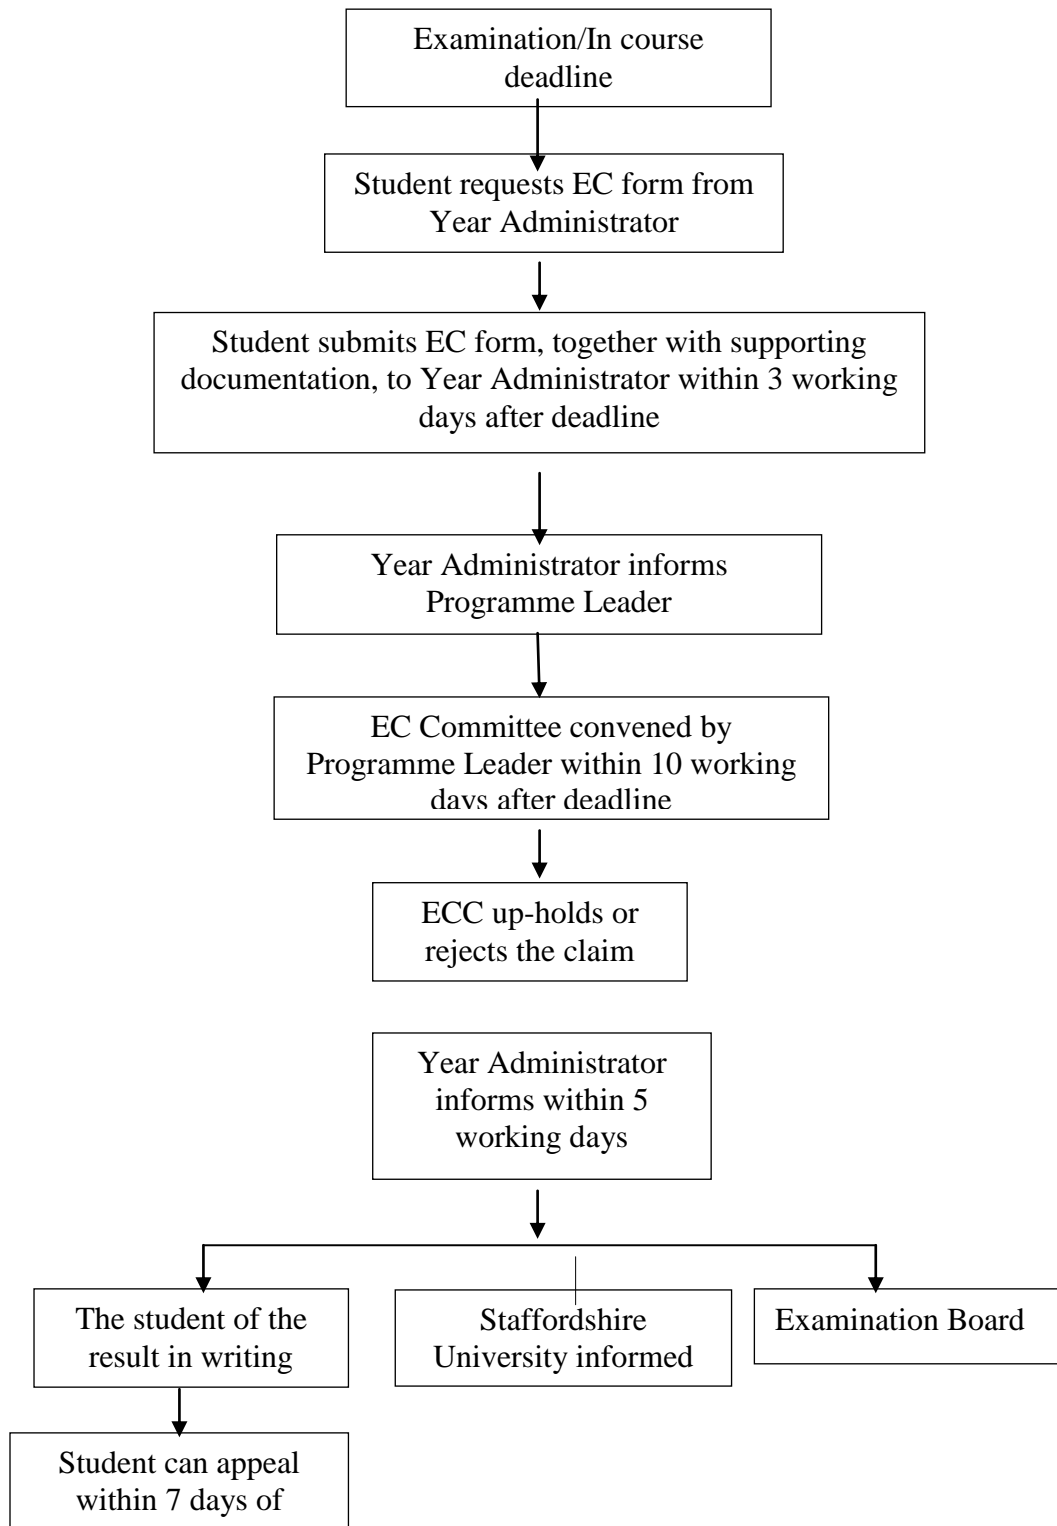 Examination/In course
deadline
Student requests EC form from
Year Administrator
Student submits EC form, together with supporting
documentation, to Year Administrator within 3 working
days after deadline
Year Administrator informs
Programme Leader
EC Committee convened by
Programme Leader within 10 working
days after deadline
ECC up-holds or
rejects the claim
Year Administrator
informs within 5
working days
The student of the
result in writing
Staffordshire
University informed
Examination Board
Student can appeal
within 7 days of